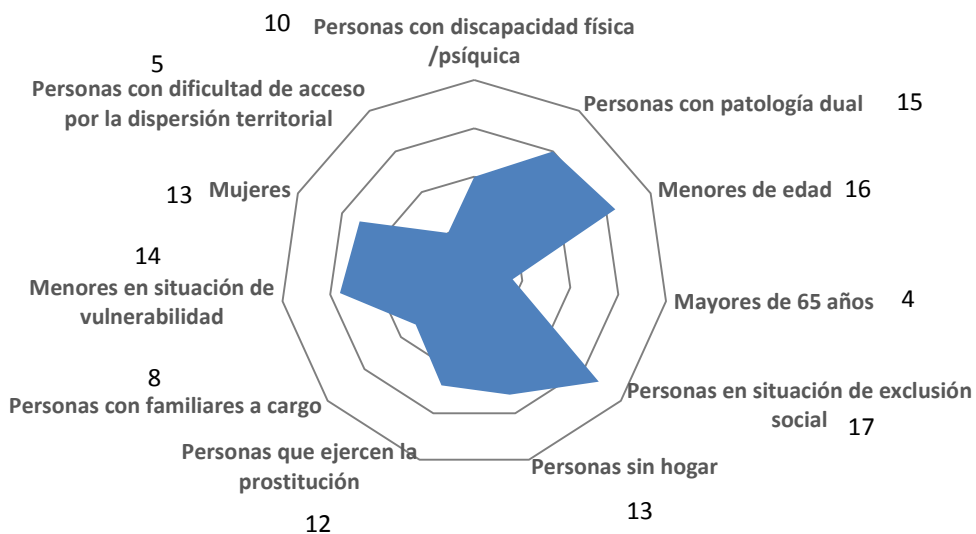 10
Personas con discapacidad física
/psíquica
Personas con patología dual
15
Menores de edad
16
Mayores de 65 años
4
Personas en situación de exclusión
social
17
Personas sin hogar
13
Personas que ejercen la
prostitución
12
8
Personas con familiares a cargo
14
Menores en situación de
vulnerabilidad
13
Mujeres
5
Personas con dificultad de acceso
por la dispersión territorial